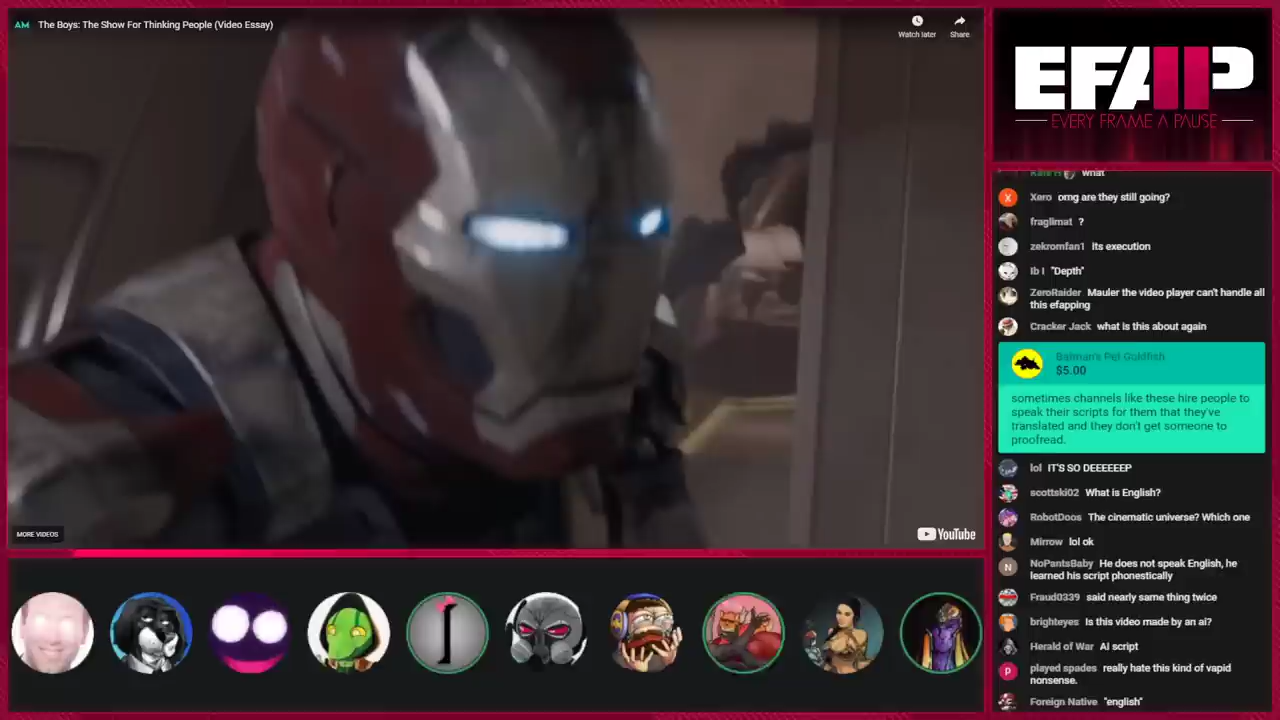 AM The Boys: The Show For Thinking People (Video Essay)
Watch later
Share
MORE VIDEOS
YouTube
EFAP
EVERY FRAME A PAUSE
what
Xero omg are they still going?
fraglimat ?
zekromfan1 Its execution
Ib I "Depth"
ZeroRaider Mauler the video player can't handle all
this efapping
Cracker Jack what is this about again
Batman's Pet Goldfish
$5.00
sometimes channels like these hire people to
speak their scripts for them that they've
translated and they don't get someone to
proofread.
lol IT'S SO DEEEEEEP
scottski02 What is English?
RobotDoos The cinematic universe? Which one
Mirrow lol ok
N NoPantsBaby He does not speak English, he
learned his script phonestically
Fraud0339 said nearly same thing twice
brighteyes Is this video made by an ai?
Herald of War AI script
P played spades really hate this kind of vapid
nonsense.
Foreign Native "english"